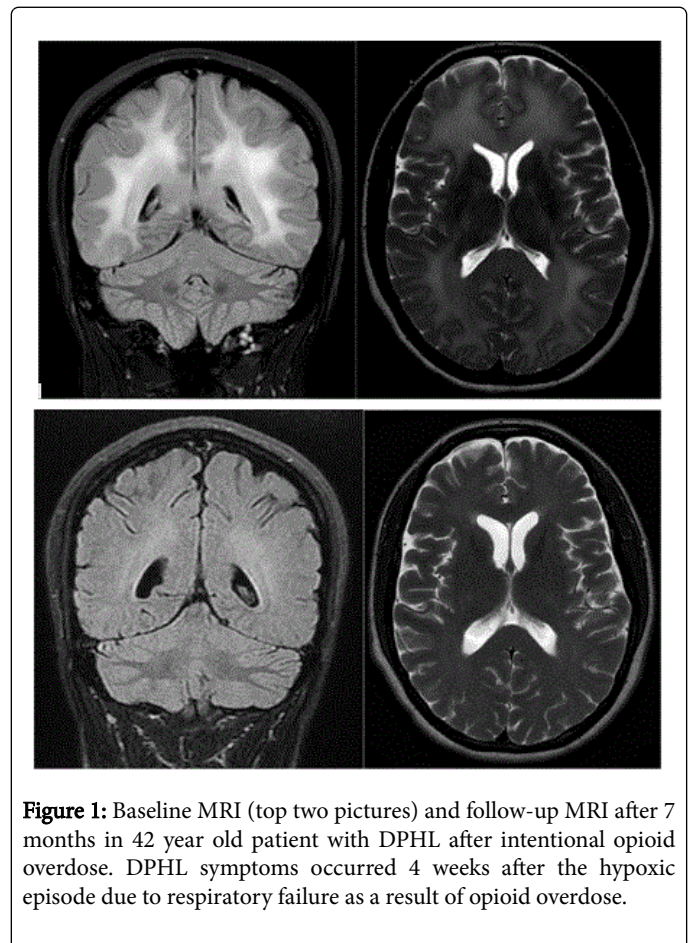 Figure 1: Baseline MRI (top two pictures) and follow-up MRI after 7
months in 42 year old patient with DPHL after intentional opioid
overdose. DPHL symptoms occurred 4 weeks after the hypoxic
episode due to respiratory failure as a result of opioid overdose.